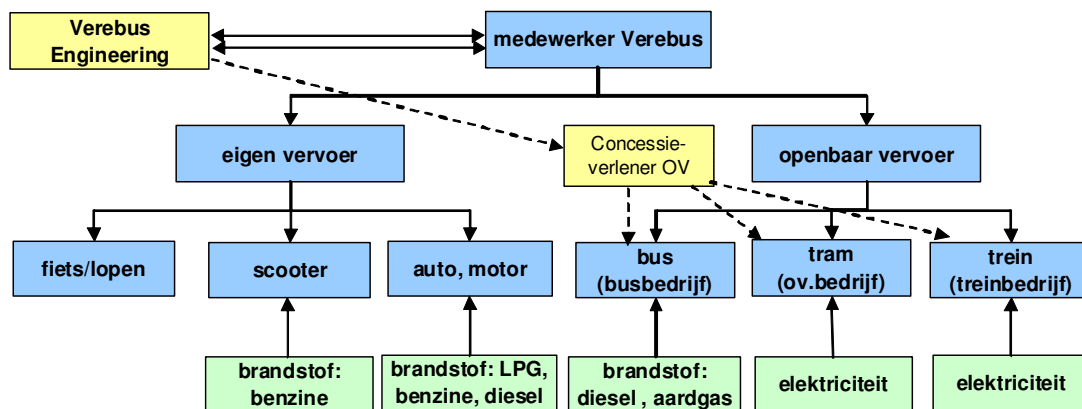 Verebus
Engineering
medewerker Verebus
eigen vervoer
Concessie-
verlener OV
openbaar vervoer
fiets/lopen
scooter
auto, motor
bus
(busbedrijf)
tram
(ov.bedrijf)
trein
(treinbedrijf)
brandstof:
benzine
brandstof: LPG,
benzine, diesel
brandstof:
diesel , aardgas
elektriciteit
elektriciteit